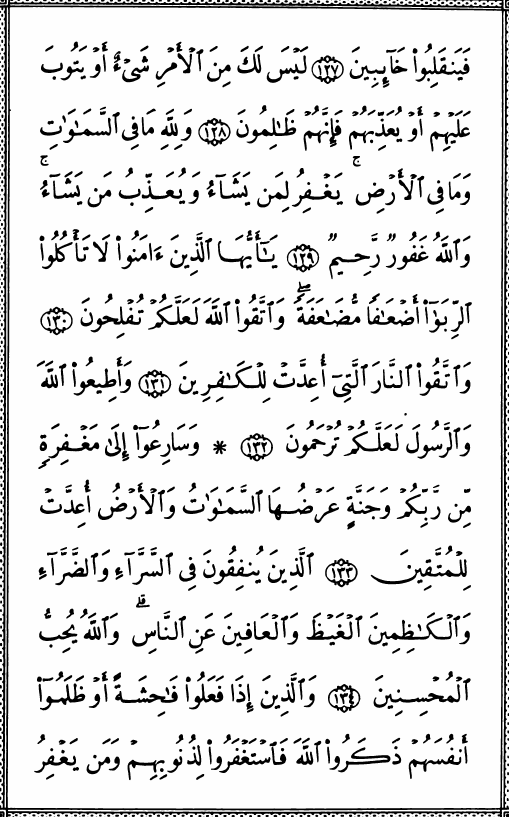 فَيَنقَلِبُوا۟ خَآئِبِينَ ١٢٧ لَيْسَ لَكَ مِنَ ٱلْأَمْرِ شَىْءٌ أَوْ يَتُوبَ
عَلَيْهِمْ أَوْ يُعَذِّبَهُمْ فَإِنَّهُمْ ظَـٰلِمُونَ ١٢٨ وَلِلَّهِ مَا فِى ٱلسَّمَـٰوَٰتِ
وَمَا فِى ٱلْأَرْضِ ۚ يَغْفِرُ لِمَن يَشَآءُ وَيُعَذِّبُ مَن يَشَآءُ ۚ
وَٱللَّهُ غَفُورٌ رَّحِيمٌ ١٢٩ يَـٰٓأَيُّهَا ٱلَّذِينَ ءَامَنُوا۟ لَا تَأْكُلُوا۟
ٱلرِّبَوٰٓا۟ أَضْعَـٰفًا مُّضَـٰعَفَةً ۖ وَٱتَّقُوا۟ ٱللَّهَ لَعَلَّكُمْ تُفْلِحُونَ ١٣٠
وَٱتَّقُوا۟ ٱلنَّارَ ٱلَّتِىٓ أُعِدَّتْ لِلْكَـٰفِرِينَ ١٣١ وَأَطِيعُوا۟ ٱللَّهَ
وَٱلرَّسُولَ لَعَلَّكُمْ تُرْحَمُونَ ١٣٢ * وَسَارِعُوٓا۟ إِلَىٰ مَغْفِرَةٍ
مِّن رَّبِّكُمْ وَجَنَّةٍ عَرْضُهَا ٱلسَّمَـٰوَٰتُ وَٱلْأَرْضُ أُعِدَّتْ
لِلْمُتَّقِينَ ١٣٣ ٱلَّذِينَ يُنفِقُونَ فِى ٱلسَّرَّآءِ وَٱلضَّرَّآءِ
وَٱلْكَـٰظِمِينَ ٱلْغَيْظَ وَٱلْعَافِينَ عَنِ ٱلنَّاسِ ۗ وَٱللَّهُ يُحِبُّ
ٱلْمُحْسِنِينَ ١٣٤ وَٱلَّذِينَ إِذَا فَعَلُوا۟ فَـٰحِشَةً أَوْ ظَلَمُوٓا۟
أَنفُسَهُمْ ذَكَرُوا۟ ٱللَّهَ فَٱسْتَغْفَرُوا۟ لِذُنُوبِهِمْ وَمَن يَغْفِرُ